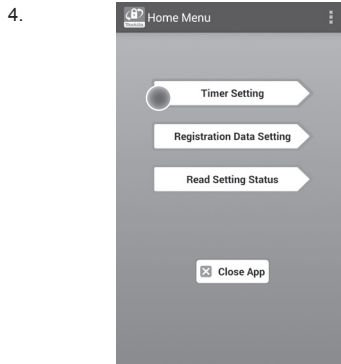 4.
Home Menu
Timer Setting
Registration Data Setting
Read Setting Status
Close App